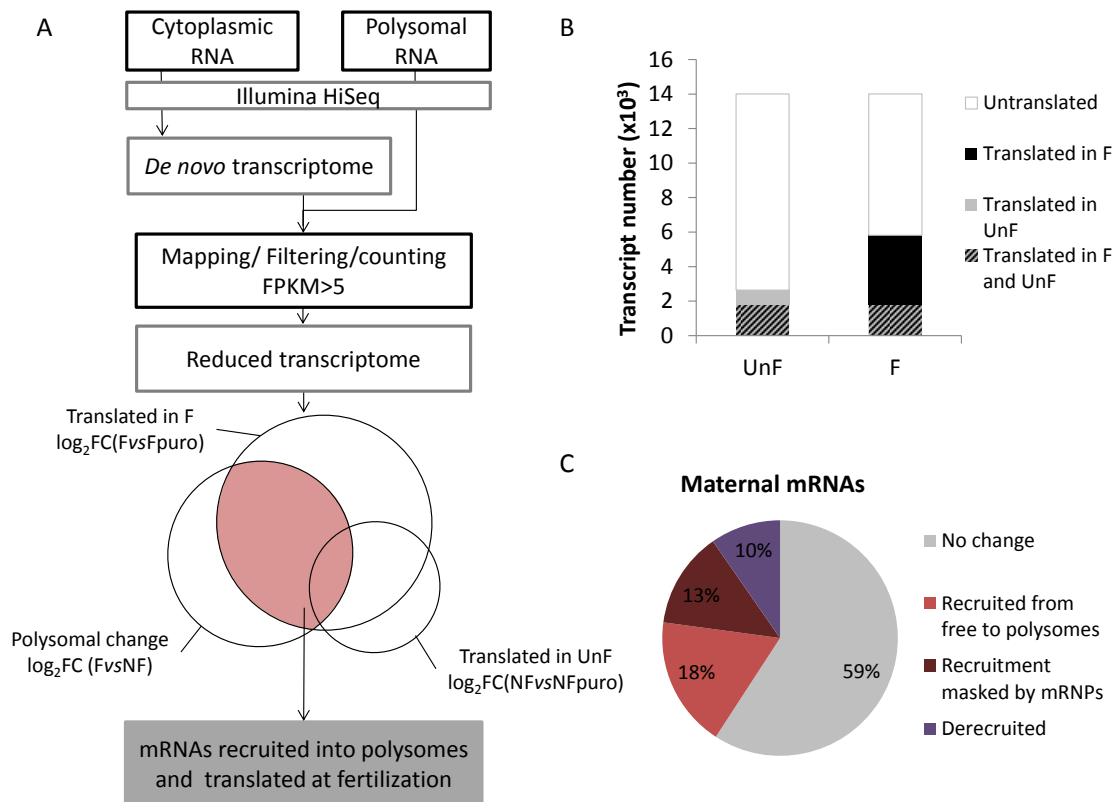 A
Cytoplasmic
RNA
Polysomal
RNA
Illumina HiSeq
De novo transcriptome
Mapping/ Filtering/counting
FPKM>5
Reduced transcriptome
Translated in F
log₂FC(FvsFpuro)
Polysomal change
log₂FC (FvsNF)
Translated in UnF
log₂FC(NFvsNFpuro)
mRNAs recruited into polysomes
and translated at fertilization
B
Transcript number (x10³)
16
14
12
10
8
6
4
2
0
UnF
F
Untranslated
Translated in F
Translated in
UnF
Translated in F
and UnF
C
Maternal mRNAs
10%
13%
18%
59%
No change
Recruited from
free to polysomes
Recruitment
masked by mRNPs
Derecruited